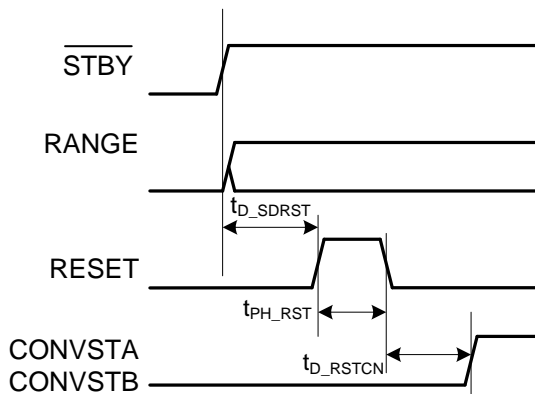 STBY
RANGE
tD_SDRST
RESET
tPH_RST
CONVSTA
tD_RSTCN
CONVSTB